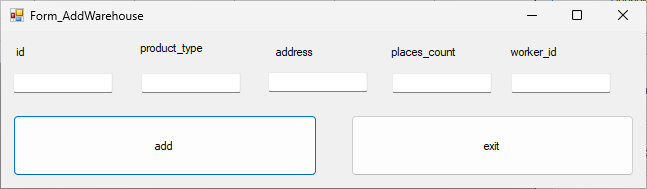 Form_AddWarehouse
id product_type address places_count worker_id
add exit